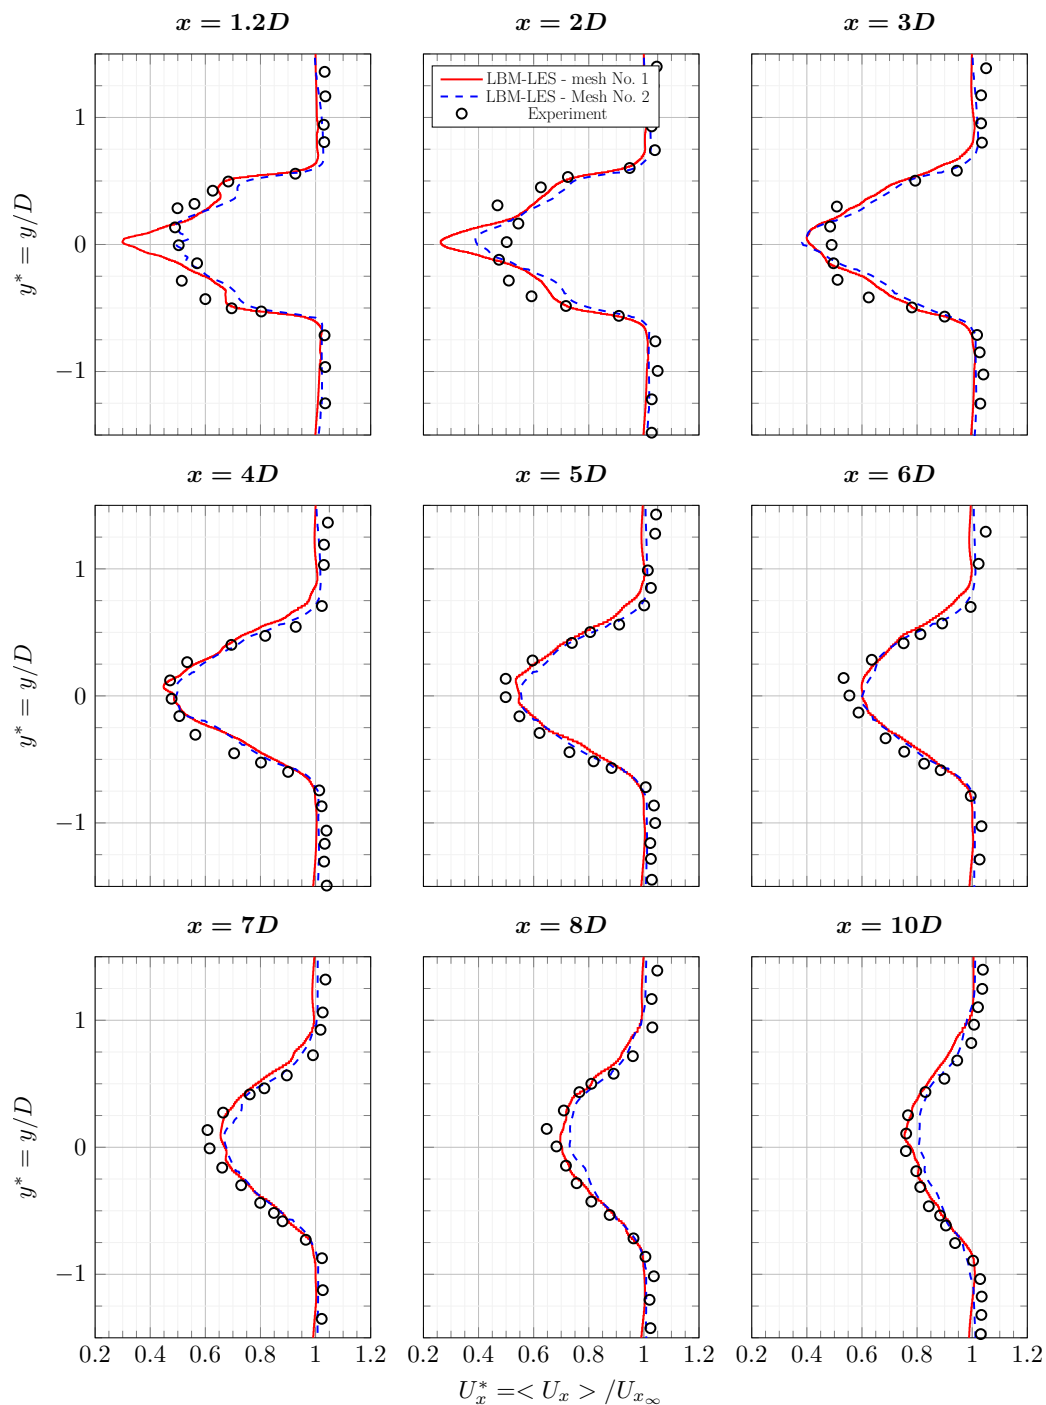 x = 1.2D
x = 2D
x = 3D
LBM-LES - mesh No. 1
LBM-LES - Mesh No. 2
Experiment
1
0
−1
y* = y/D
x = 4D
x = 5D
x = 6D
1
0
−1
y* = y/D
x = 7D
x = 8D
x = 10D
1
0
−1
y* = y/D
0.2 0.4 0.6 0.8 1 1.2
0.2 0.4 0.6 0.8 1 1.2
0.2 0.4 0.6 0.8 1 1.2
U*ₓ =< Uₓ > /Uₓ∞